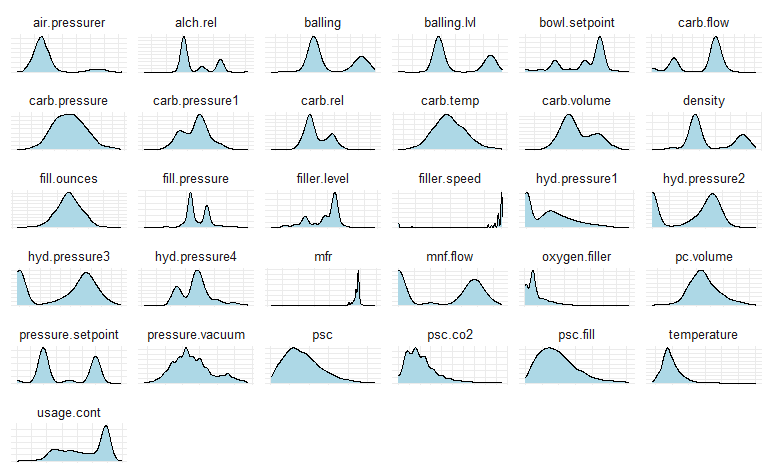 air.pressurer alch.rel balling balling.lvl bowl.setpoint carb.flow
carb.pressure carb.pressure1 carb.rel carb.temp carb.volume density
fill.ounces fill.pressure filler.level filler.speed hyd.pressure1 hyd.pressure2
hyd.pressure3 hyd.pressure4 mfr mnf.flow oxygen.filler pc.volume
pressure.setpoint pressure.vacuum psc psc.co2 psc.fill temperature
usage.cont